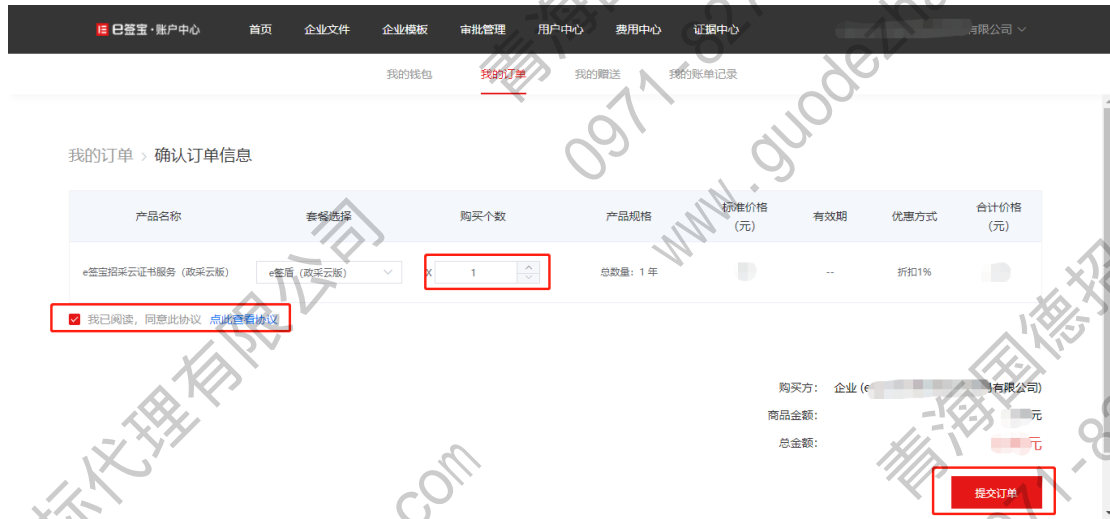 e签宝·账户中心 首页 企业文件 企业模板 审批管理 用户中心 费用中心 证据中心 有限公司
我的钱包 我的订单 我的赠送 我的账单记录
我的订单 > 确认订单信息
产品名称 套餐选择 购买个数 产品规格 标准价格（元） 有效期 优惠方式 合计价格（元）
e签宝招采云证书服务（政采云版） e签盾（政采云版） X 1 总数量：1 年 -- 折扣1%
我已阅读，同意此协议 点此查看协议
购买方： 企业 (e 有限公司)
商品金额： 元
总金额： 元
提交订单
青海国德招
标代理有限公司
0971-82
www.guodezha
.com